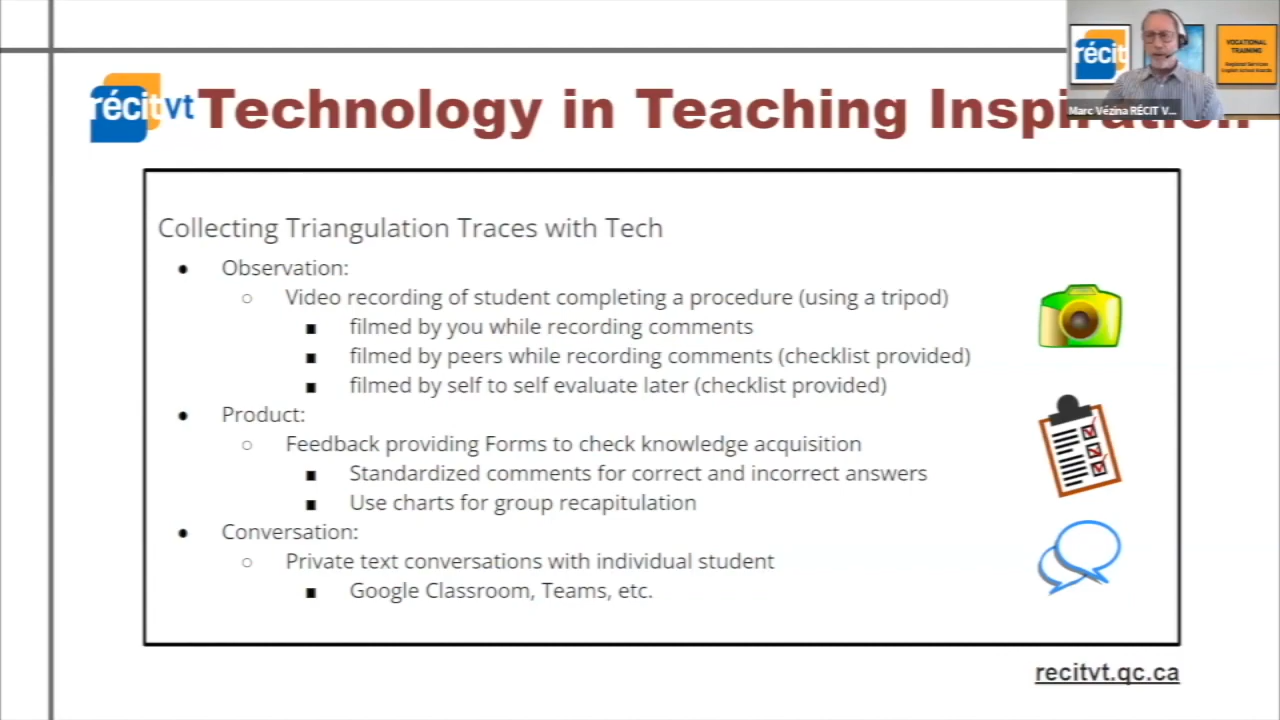 récit vt
Technology in Teaching Inspiration
récit
VOCATIONAL
TRAINING
Marc Vézina RÉCIT V...
Collecting Triangulation Traces with Tech
● Observation:
○ Video recording of student completing a procedure (using a tripod)
■ filmed by you while recording comments
■ filmed by peers while recording comments (checklist provided)
■ filmed by self to self evaluate later (checklist provided)
● Product:
○ Feedback providing Forms to check knowledge acquisition
■ Standardized comments for correct and incorrect answers
■ Use charts for group recapitulation
● Conversation:
○ Private text conversations with individual student
■ Google Classroom, Teams, etc.
recitvt.qc.ca